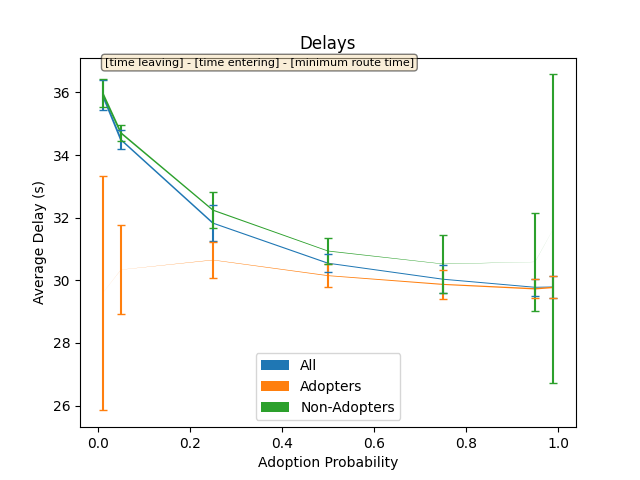 Delays
[time leaving] - [time entering] - [minimum route time]
Average Delay (s)
36
34
32
30
28
26
All
Adopters
Non-Adopters
0.0 0.2 0.4 0.6 0.8 1.0
Adoption Probability